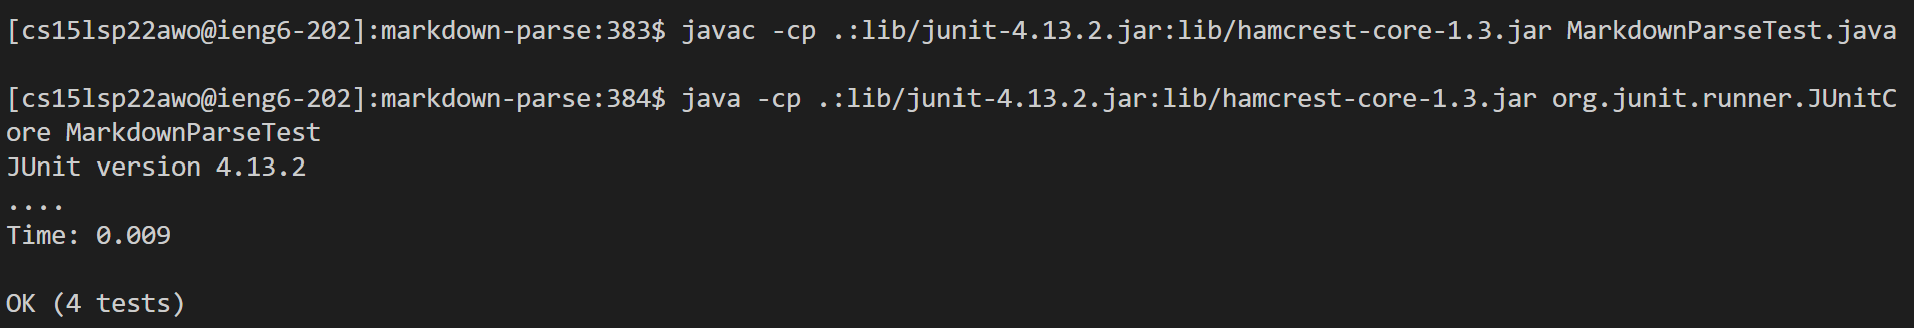 [cs15lsp22awo@ieng6-202]:markdown-parse:383$ javac -cp .:lib/junit-4.13.2.jar:lib/hamcrest-core-1.3.jar MarkdownParseTest.java
[cs15lsp22awo@ieng6-202]:markdown-parse:384$ java -cp .:lib/junit-4.13.2.jar:lib/hamcrest-core-1.3.jar org.junit.runner.JUnitC
ore MarkdownParseTest
JUnit version 4.13.2
....
Time: 0.009
OK (4 tests)